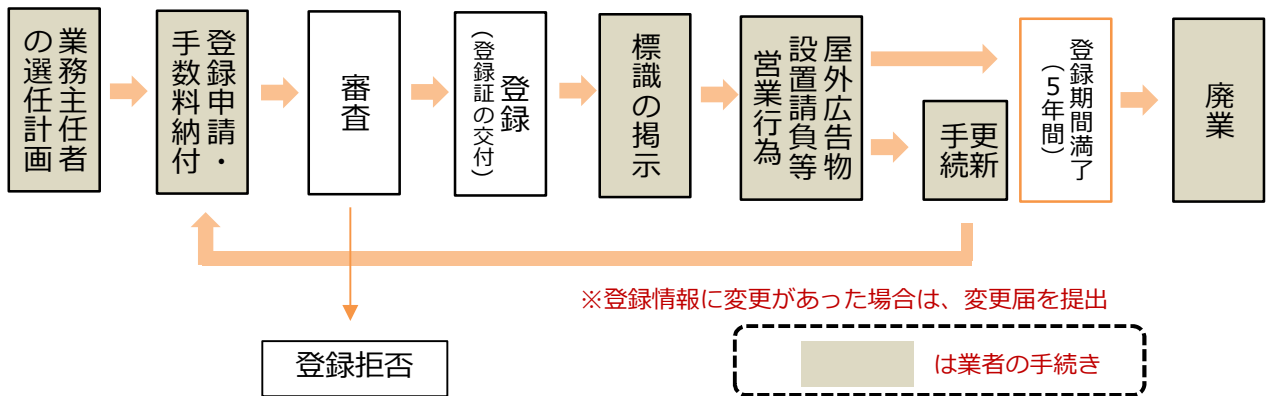 業務主任者
の選任計画
登録申請・
手数料納付
審査
登録
（登録証の交付）
標識の掲示
屋外広告物
設置請負等
営業行為
更新
手続
登録期間満了
（５年間）
廃業
※登録情報に変更があった場合は、変更届を提出
登録拒否
は業者の手続き